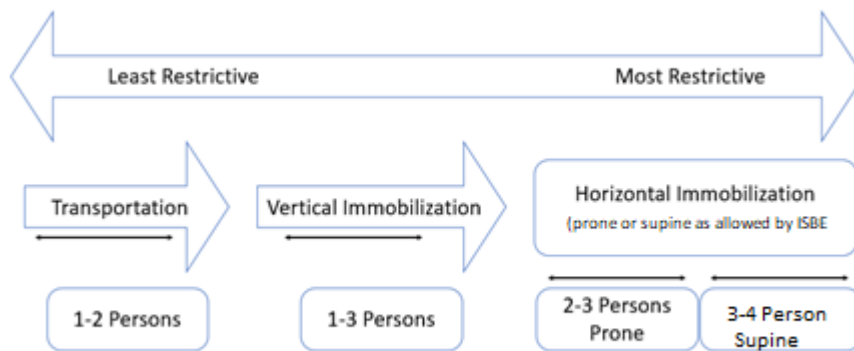 Least Restrictive
Most Restrictive
Transportation
Vertical Immobilization
Horizontal Immobilization
(prone or supine as allowed by ISBE
1-2 Persons
1-3 Persons
2-3 Persons
Prone
3-4 Person
Supine